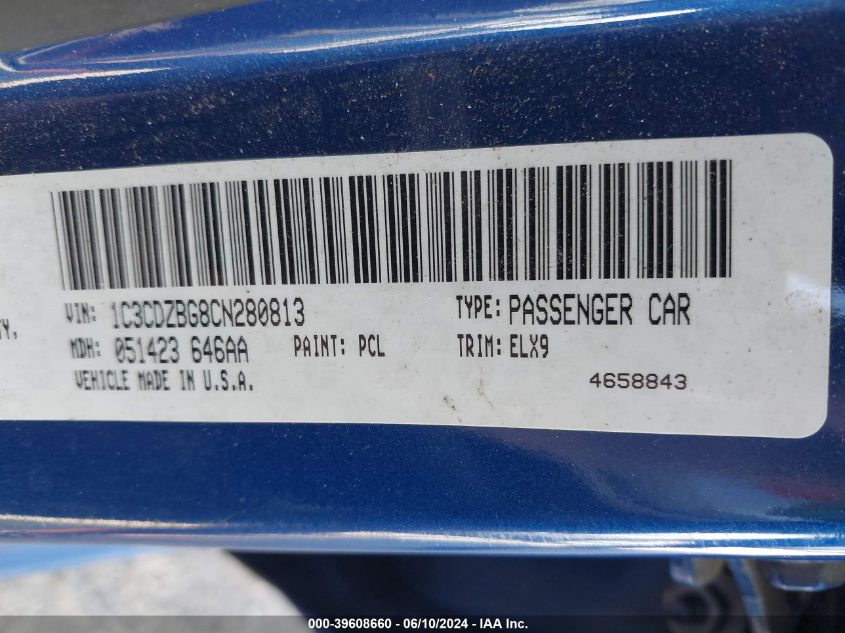 VIN: 1C3CDZBG8CN280813 TYPE: PASSENGER CAR
TY,
MDH: 051423 646AA PAINT: PCL TRIM: ELX9
VEHICLE MADE IN U.S.A. 4658843
000-39608660 - 06/10/2024 - IAA Inc.